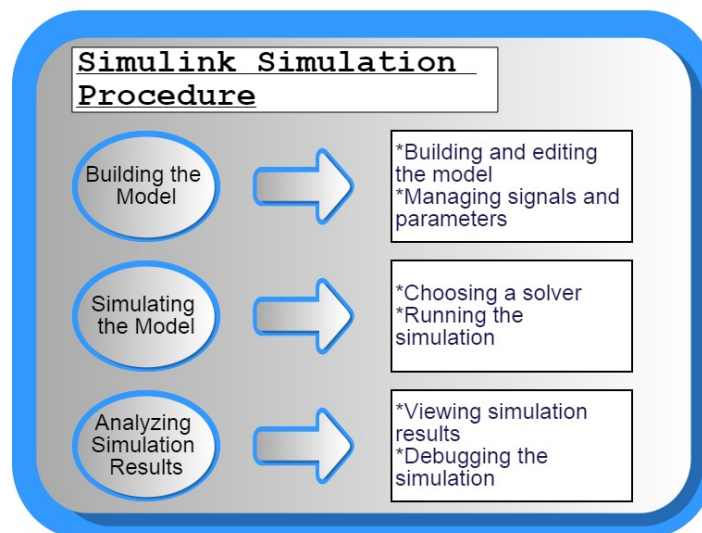 Simulink Simulation
Procedure
Building the
Model
*Building and editing
the model
*Managing signals and
parameters
Simulating
the Model
*Choosing a solver
*Running the
simulation
Analyzing
Simulation
Results
*Viewing simulation
results
*Debugging the
simulation